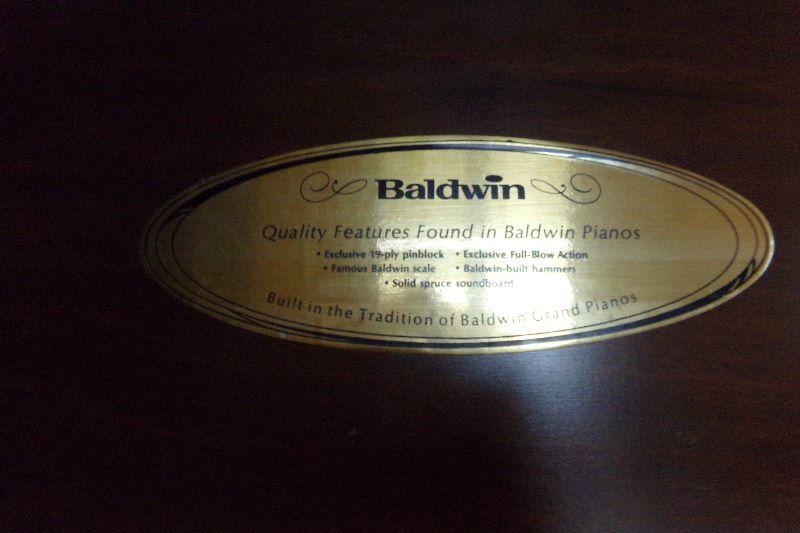 Baldwin
Quality Features Found in Baldwin Pianos
• Exclusive 19-ply pinblock • Exclusive Full-Blow Action
• Famous Baldwin scale • Baldwin-built hammers
• Solid spruce soundboard
Built in the Tradition of Baldwin Grand Pianos